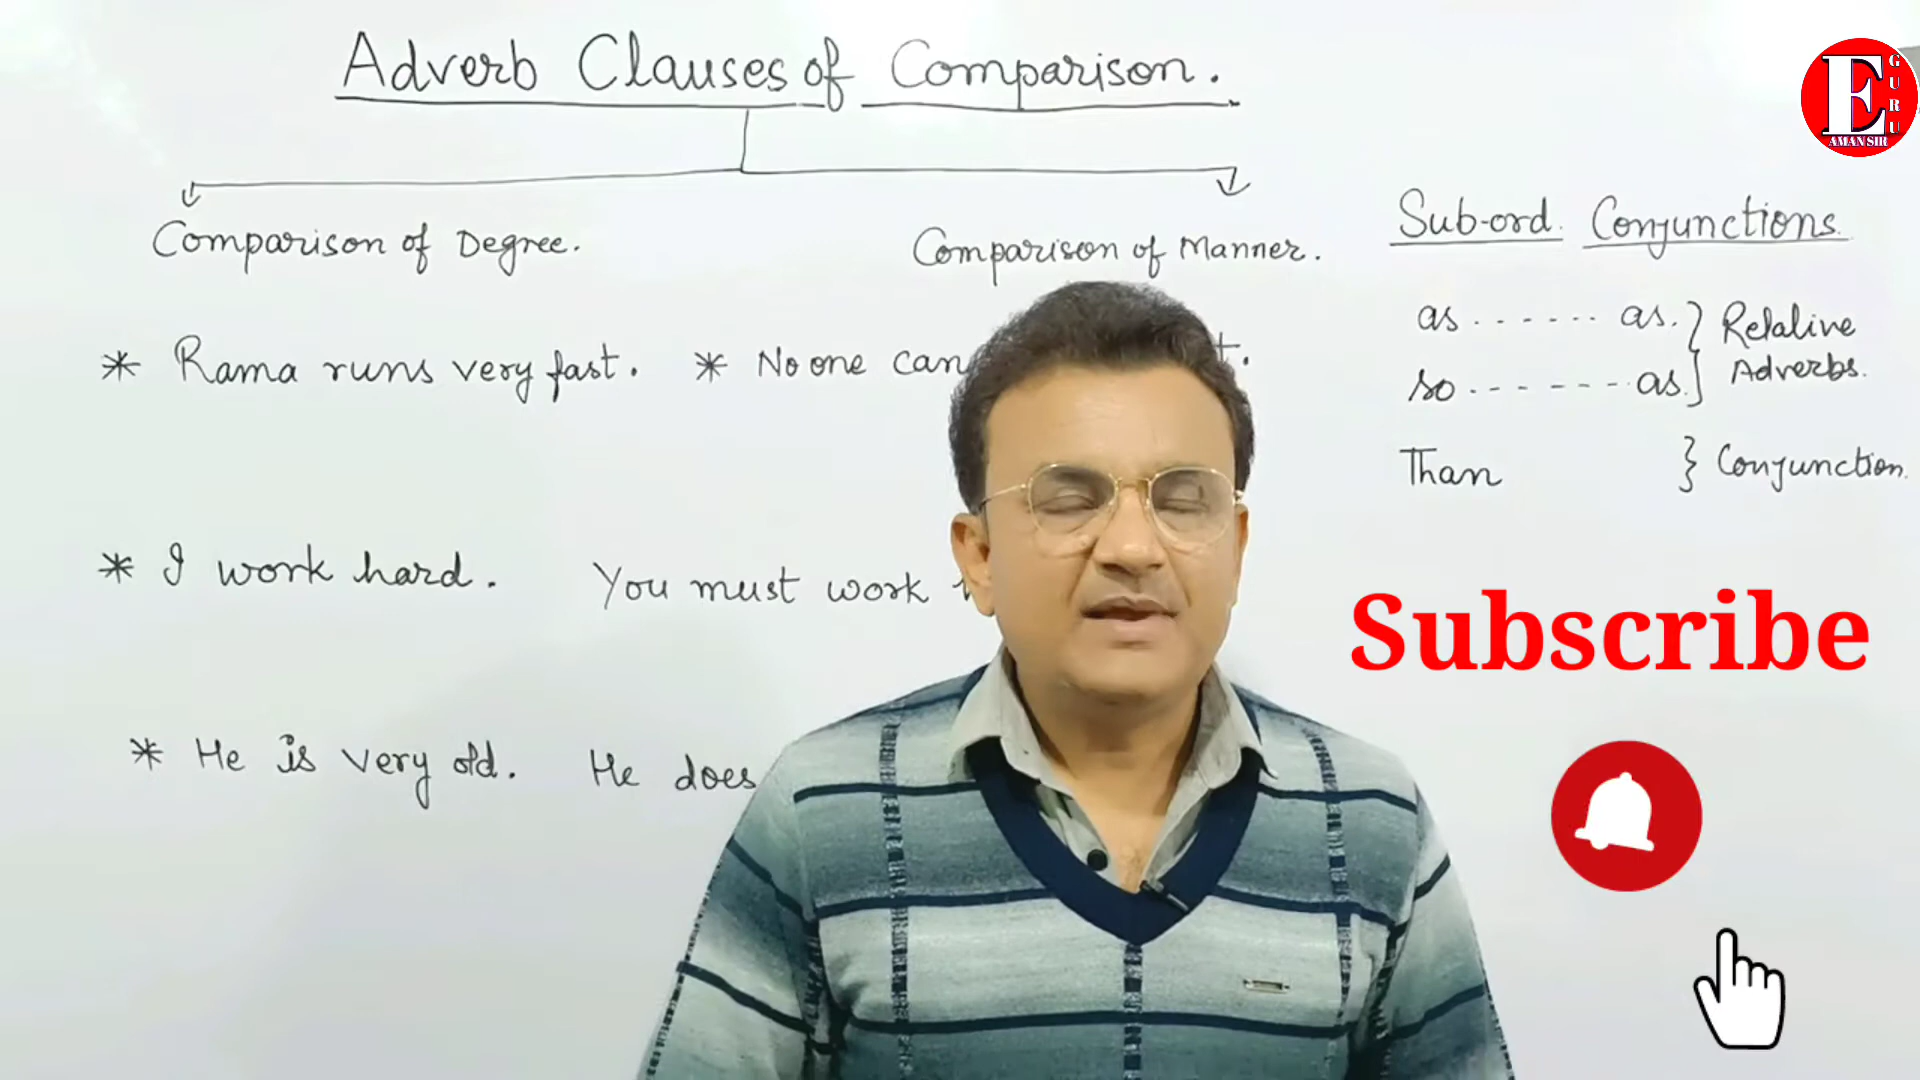 Adverb Clauses of Comparison.
Comparison of Degree.
Comparison of Manner.
* Rama runs very fast. * No one can
* I work hard. You must work
* He is very old. He does
Sub-ord. Conjunctions.
as ...... as. } Relative
so ------- as. } Adverbs.
Than } Conjunction.
Subscribe
E
GURU
AMAN SIR